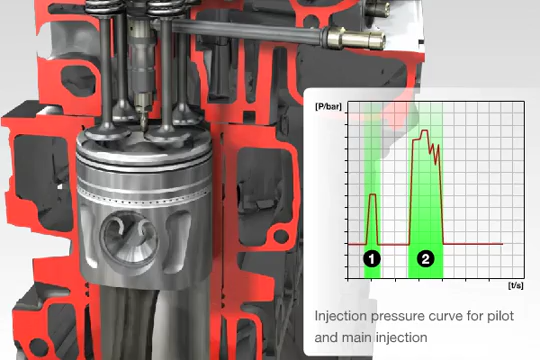 [P/bar]
1 2
[t/s]
Injection pressure curve for pilot
and main injection